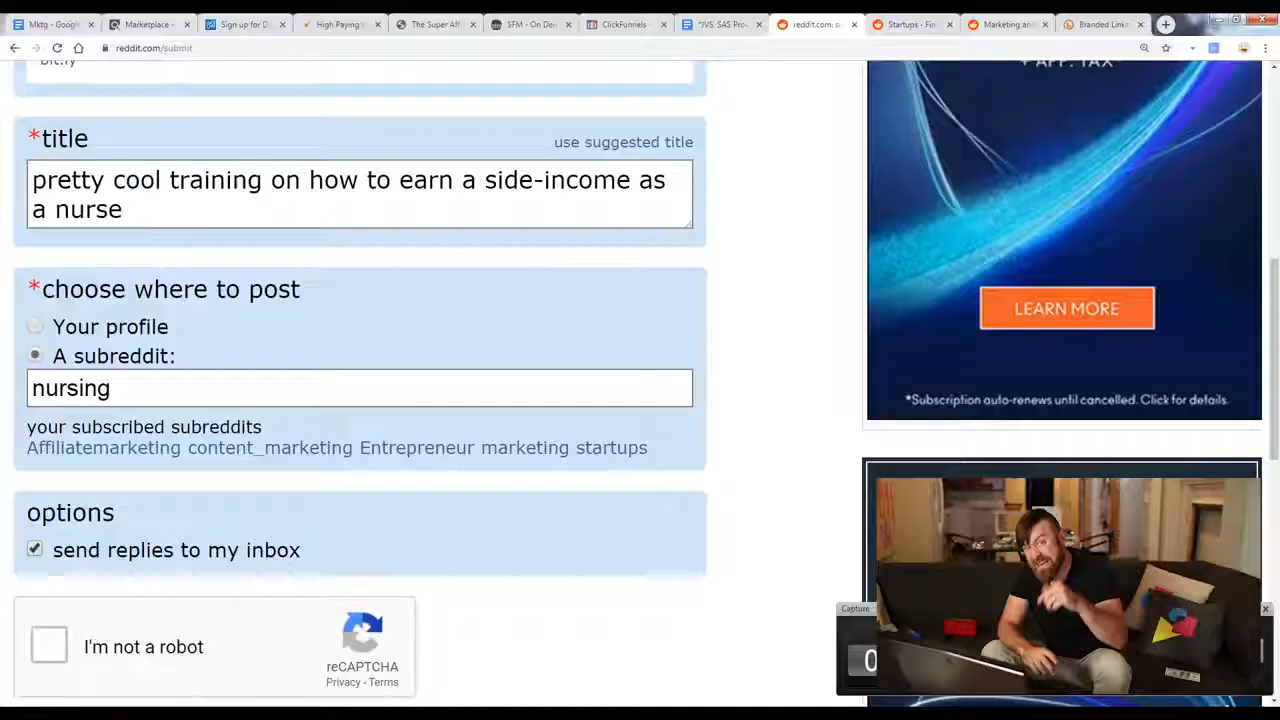 Mktg - Googl
Marketplace -
Sign up for D
High Paying
The Super Aff
SFM - On De
ClickFunnels -
*JVS. SAS Pro
reddit.com: su
Startups - Fi
Marketing an
Branded Links
reddit.com/submit
bit.ly
*title
use suggested title
pretty cool training on how to earn a side-income as
a nurse
*choose where to post
Your profile
A subreddit:
nursing
your subscribed subreddits
Affiliatemarketing content_marketing Entrepreneur marketing startups
options
send replies to my inbox
I'm not a robot
reCAPTCHA
Privacy - Terms
+ APP. TAX*
LEARN MORE
*Subscription auto-renews until cancelled. Click for details.
Capture
0